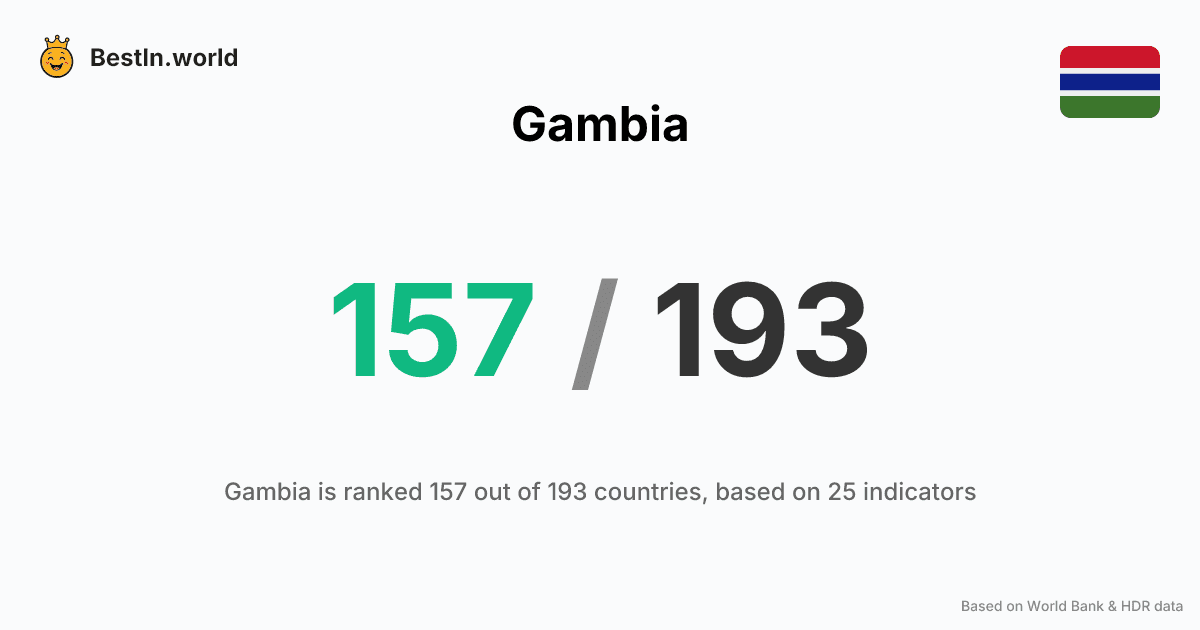 BestIn.world
Gambia
157 / 193
Gambia is ranked 157 out of 193 countries, based on 25 indicators
Based on World Bank & HDR data